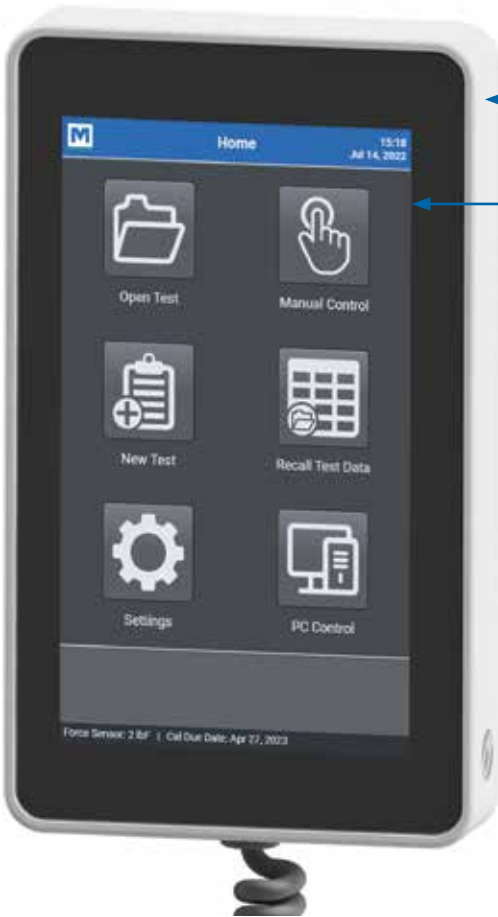 M
Home
15:18
Jul 14, 2022
Open Test
Manual Control
New Test
Recall Test Data
Settings
PC Control
Force Sensor: 2 lbF | Cal Due Date: Apr 27, 2023